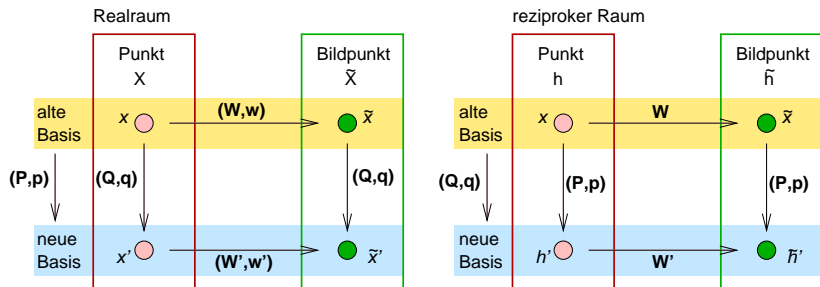 Realraum
Punkt
X
Bildpunkt
X̃
alte
Basis
x
(W,w)
x̃
(P,p)
(Q,q)
(Q,q)
neue
Basis
x'
(W',w')
x̃'
reziproker Raum
Punkt
h
Bildpunkt
h̃
alte
Basis
x
W
x̃
(Q,q)
(P,p)
(P,p)
neue
Basis
h'
W'
h̃'